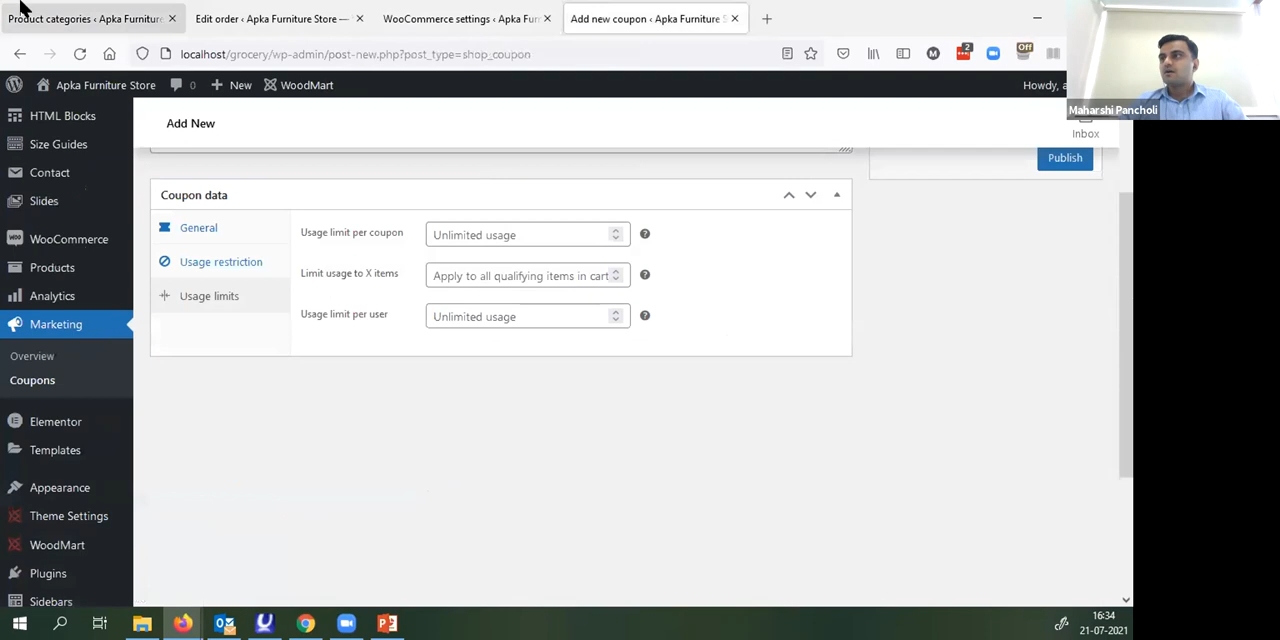 Product categories ‹ Apka Furniture
Edit order ‹ Apka Furniture Store —
WooCommerce settings ‹ Apka Furn
Add new coupon ‹ Apka Furniture S
localhost/grocery/wp-admin/post-new.php?post_type=shop_coupon
2
Off
Apka Furniture Store
0
New
WoodMart
Howdy, a
Maharshi Pancholi
HTML Blocks
Size Guides
Contact
Slides
WooCommerce
Products
Analytics
Marketing
Overview
Coupons
Elementor
Templates
Appearance
Theme Settings
WoodMart
Plugins
Sidebars
Add New
Inbox
Publish
Coupon data
General
Usage restriction
Usage limits
Usage limit per coupon
Unlimited usage
Limit usage to X items
Apply to all qualifying items in cart
Usage limit per user
Unlimited usage
16:34
21-07-2021